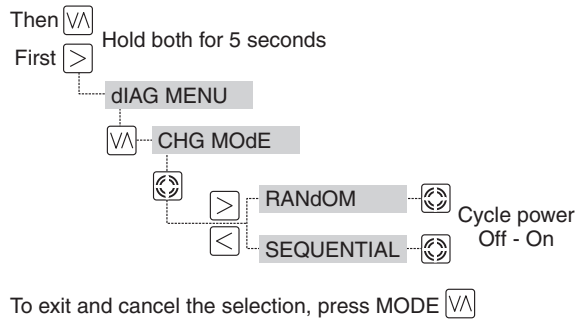 Then
Hold both for 5 seconds
First
dIAG MENU
CHG MOdE
RANdOM
Cycle power
Off - On
SEQUENTIAL
To exit and cancel the selection, press MODE